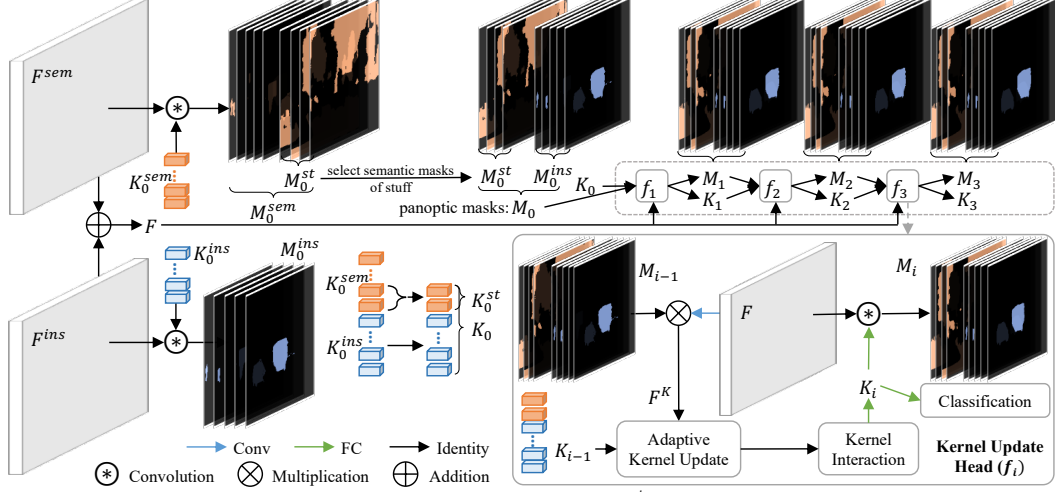 F^{sem}
K_0^{sem}
M_0^{st}
M_0^{sem}
select semantic masks
of stuff
M_0^{st} M_0^{ins}
panoptic masks: M_0
K_0
f_1
M_1
K_1
f_2
M_2
K_2
f_3
M_3
K_3
F
F^{ins}
K_0^{ins}
M_0^{ins}
K_0^{sem}
K_0^{ins}
K_0^{st}
K_0
Conv
FC
Identity
Convolution
Multiplication
Addition
M_{i-1}
F
M_i
F^K
K_i
Classification
K_{i-1}
Adaptive
Kernel Update
Kernel
Interaction
Kernel Update
Head (f_i)